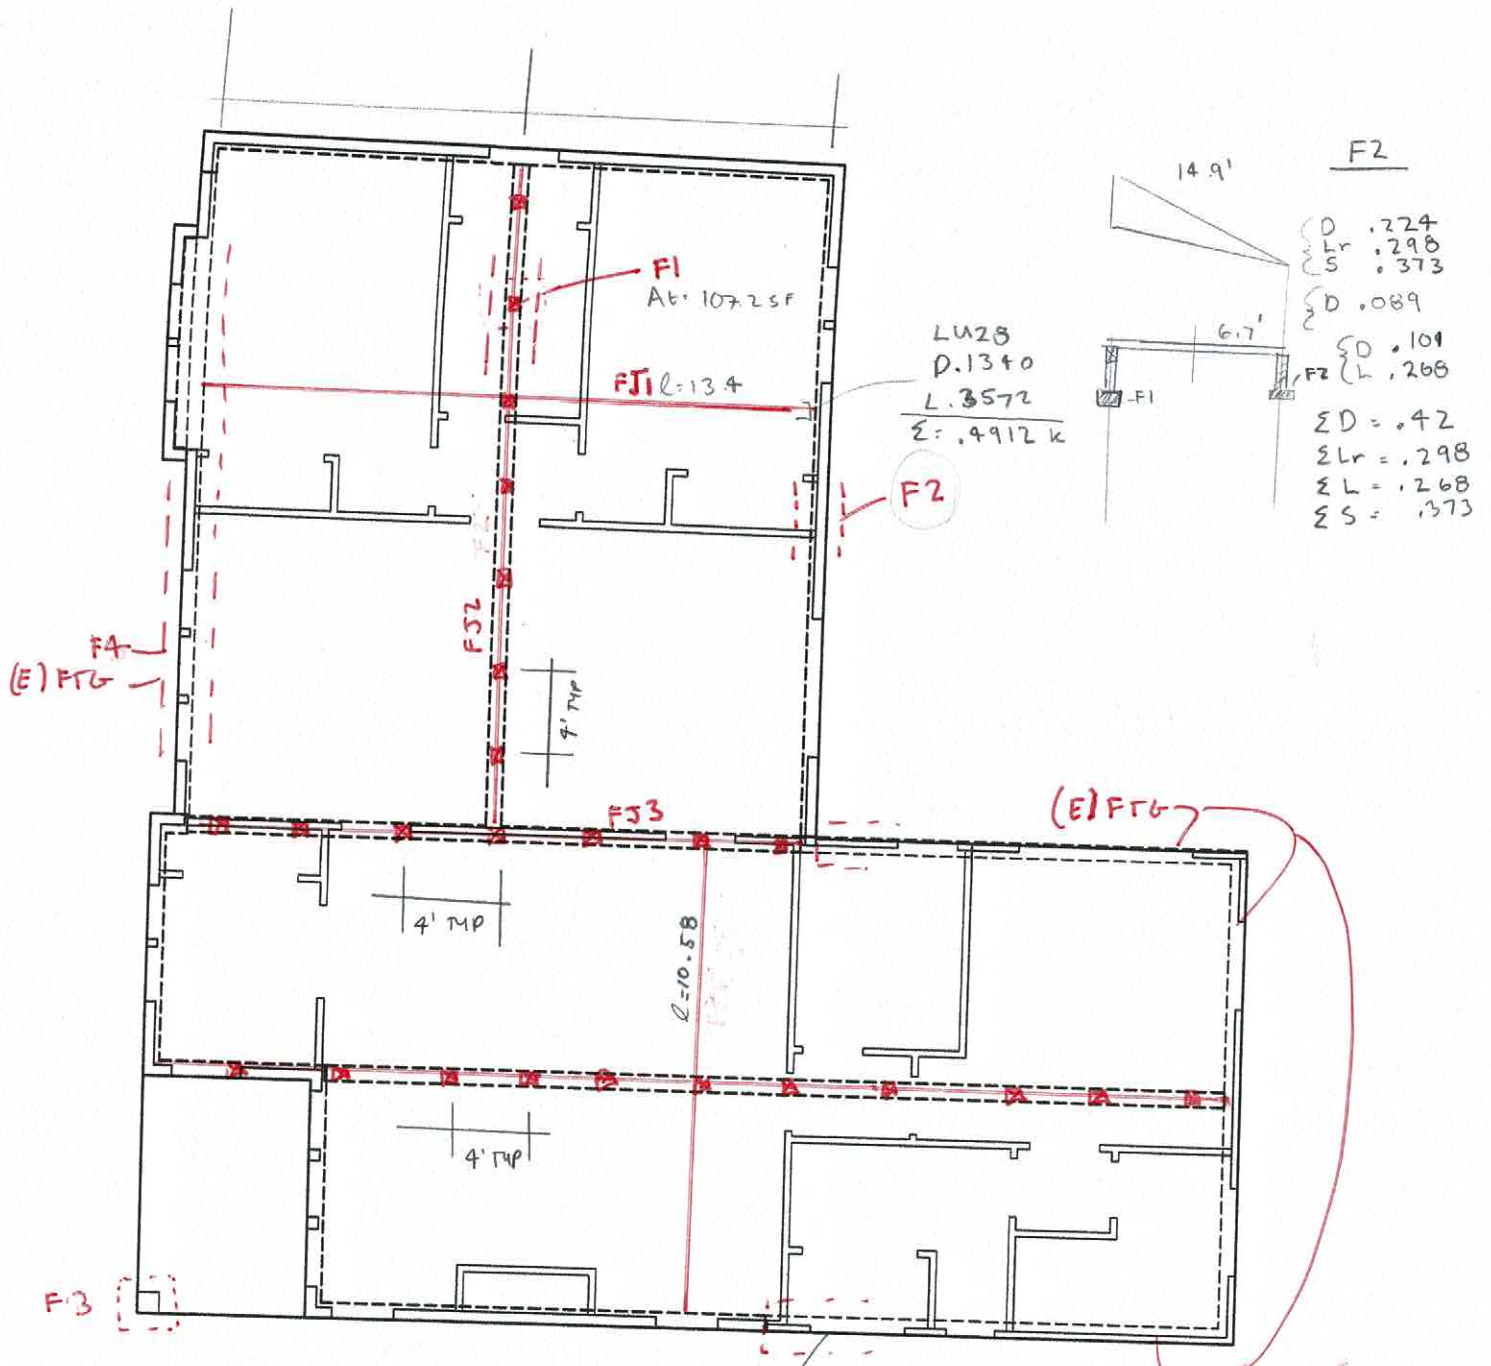 F2
14.9'
D .224
Lr .298
S .373
D .089
6.7'
D .101
F2 L .268
F1
ΣD = .42
ΣLr = .298
ΣL = .268
ΣS = .373
F1
At: 107.2 SF
LU28
D.1340
L.3572
Σ= .4912 k
FJ1 l=13.4
F2
FJ2
4' TYP
F4
(E) FTG
FJ3
(E) FTG
4' TYP
l=10.58
4' TYP
F3